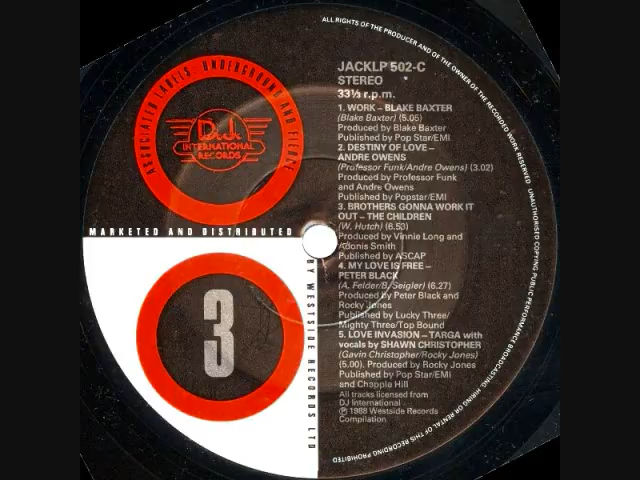 ALL RIGHTS OF THE PRODUCER AND OF THE OWNER OF THE RECORDED WORK RESERVED UNAUTHORISED COPYING PUBLIC PERFORMANCE BROADCASTING HIRING OR RENTAL OF THIS RECORDING PROHIBITED
ASSOCIATED LABELS: UNDERGROUND AND FIERCE
D.J.
INTERNATIONAL
RECORDS
MARKETED AND DISTRIBUTED
BY WESTSIDE RECORDS LTD
3
JACKLP 502-C
STEREO
33⅓ r.p.m.
1. WORK – BLAKE BAXTER
(Blake Baxter) (5.05)
Produced by Blake Baxter
Published by Pop Star/EMI
2. DESTINY OF LOVE –
ANDRE OWENS
(Professor Funk/Andre Owens) (3.02)
Produced by Professor Funk
and Andre Owens
Published by Popstar/EMI
3. BROTHERS GONNA WORK IT
OUT – THE CHILDREN
(W. Hutch) (6.53)
Produced by Vinnie Long and
Adonis Smith
Published by ASCAP
4. MY LOVE IS FREE –
PETER BLACK
(A. Felder/B. Seigler) (6.27)
Produced by Peter Black and
Rocky Jones
Published by Lucky Three/
Mighty Three/Top Bound
5. LOVE INVASION – TARGA with
vocals by SHAWN CHRISTOPHER
(Gavin Christopher/Rocky Jones)
(5.00). Produced by Rocky Jones
Published by Pop Star/EMI
and Chappie Hill
All tracks licensed from
DJ International
℗ 1988 Westside Records
Compilation